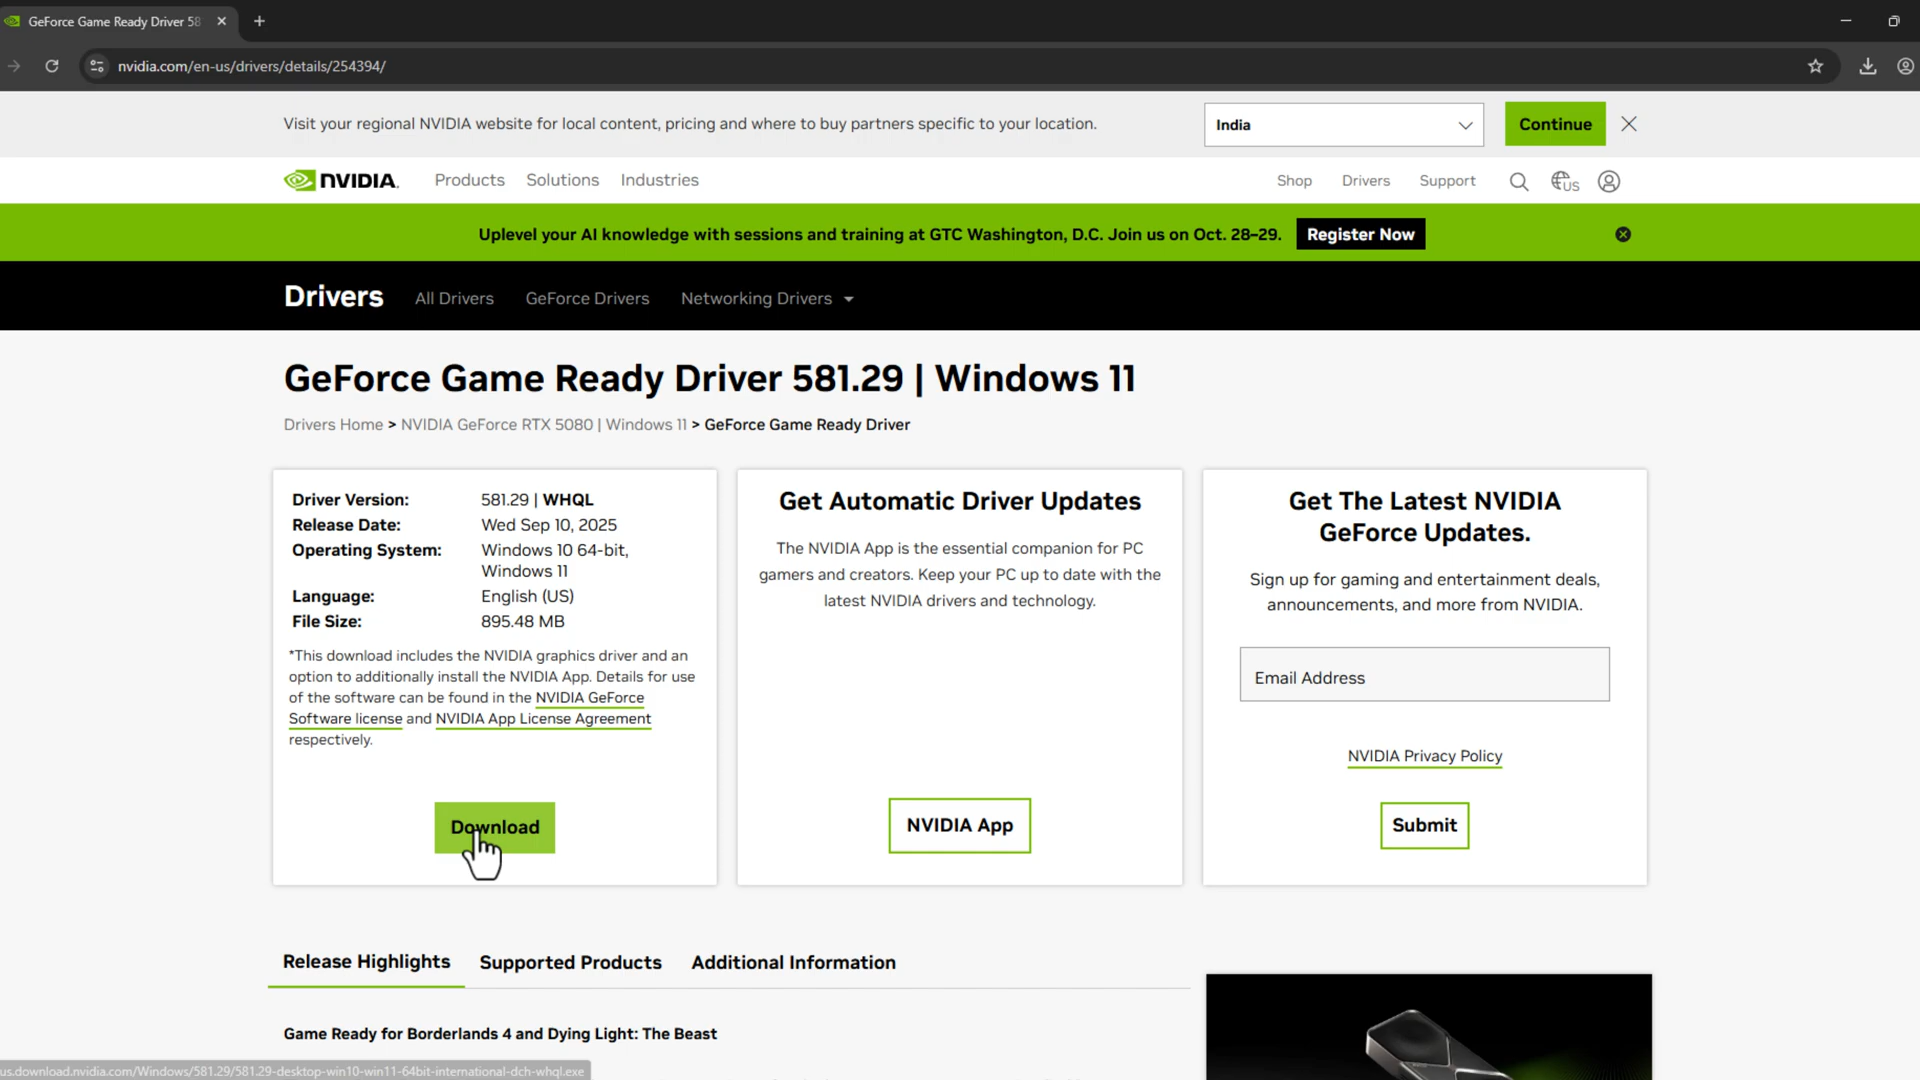 GeForce Game Ready Driver 58
nvidia.com/en-us/drivers/details/254394/
Visit your regional NVIDIA website for local content, pricing and where to buy partners specific to your location.
India
Continue
NVIDIA.
Products Solutions Industries
Shop Drivers Support US
Uplevel your AI knowledge with sessions and training at GTC Washington, D.C. Join us on Oct. 28–29. Register Now
Drivers All Drivers GeForce Drivers Networking Drivers
GeForce Game Ready Driver 581.29 | Windows 11
Drivers Home > NVIDIA GeForce RTX 5080 | Windows 11 > GeForce Game Ready Driver
Driver Version: 581.29 | WHQL
Release Date: Wed Sep 10, 2025
Operating System: Windows 10 64-bit,
Windows 11
Language: English (US)
File Size: 895.48 MB
*This download includes the NVIDIA graphics driver and an
option to additionally install the NVIDIA App. Details for use
of the software can be found in the NVIDIA GeForce
Software license and NVIDIA App License Agreement
respectively.
Download
Get Automatic Driver Updates
The NVIDIA App is the essential companion for PC
gamers and creators. Keep your PC up to date with the
latest NVIDIA drivers and technology.
NVIDIA App
Get The Latest NVIDIA
GeForce Updates.
Sign up for gaming and entertainment deals,
announcements, and more from NVIDIA.
Email Address
NVIDIA Privacy Policy
Submit
Release Highlights Supported Products Additional Information
Game Ready for Borderlands 4 and Dying Light: The Beast
us.download.nvidia.com/Windows/581.29/581.29-desktop-win10-win11-64bit-international-dch-whql.exe